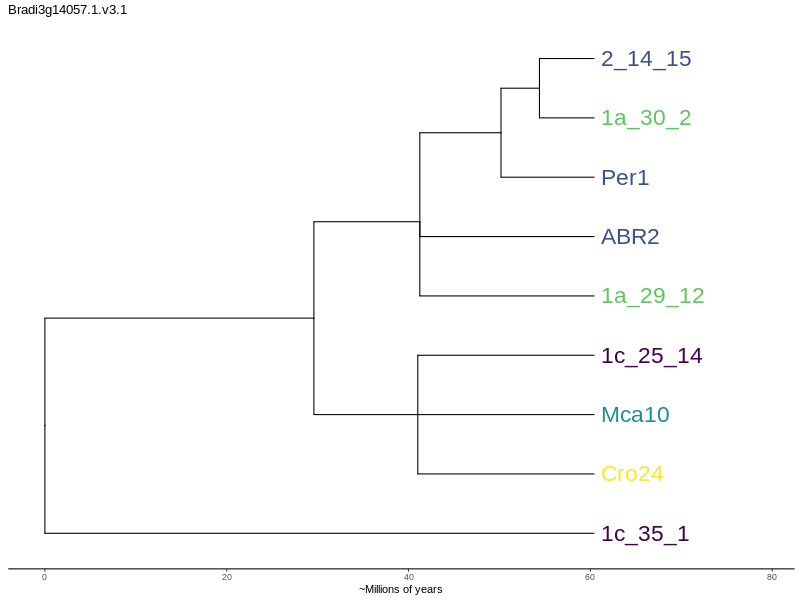 Bradi3g14057.1.v3.1
2_14_15
1a_30_2
Per1
ABR2
1a_29_12
1c_25_14
Mca10
Cro24
1c_35_1
0 20 40 60 80
~Millions of years